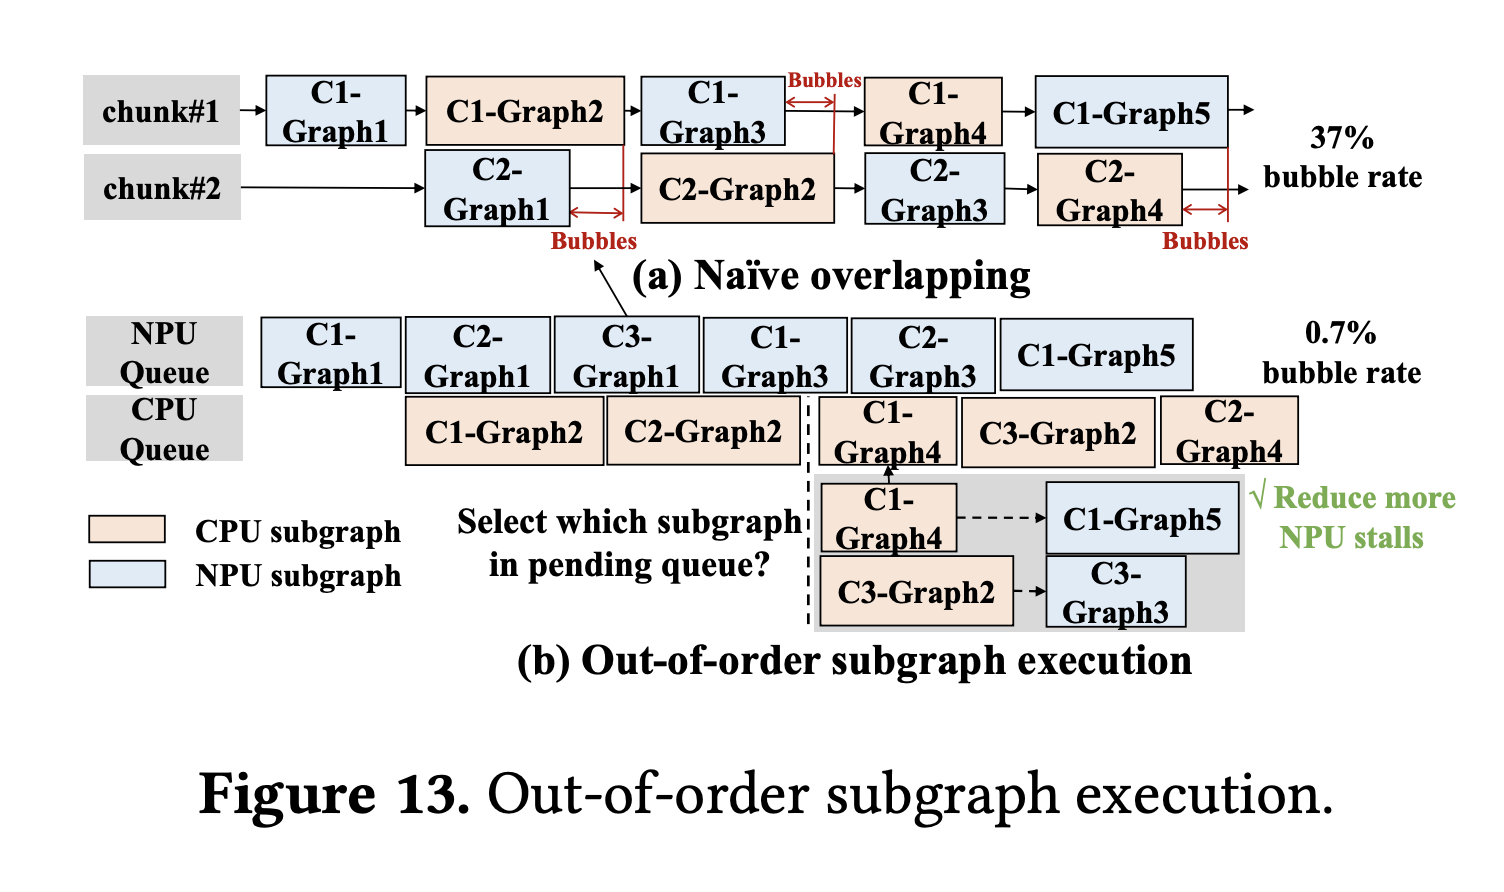 Bubbles
chunk#1
C1-
Graph1
C1-Graph2
C1-
Graph3
C1-
Graph4
C1-Graph5
37%
bubble rate
chunk#2
C2-
Graph1
C2-Graph2
C2-
Graph3
C2-
Graph4
Bubbles
Bubbles
(a) Naïve overlapping
NPU
Queue
C1-
Graph1
C2-
Graph1
C3-
Graph1
C1-
Graph3
C2-
Graph3
C1-Graph5
0.7%
bubble rate
CPU
Queue
C1-Graph2
C2-Graph2
C1-
Graph4
C3-Graph2
C2-
Graph4
CPU subgraph
NPU subgraph
Select which subgraph
in pending queue?
C1-
Graph4
C1-Graph5
C3-Graph2
C3-
Graph3
√ Reduce more
NPU stalls
(b) Out-of-order subgraph execution
Figure 13. Out-of-order subgraph execution.